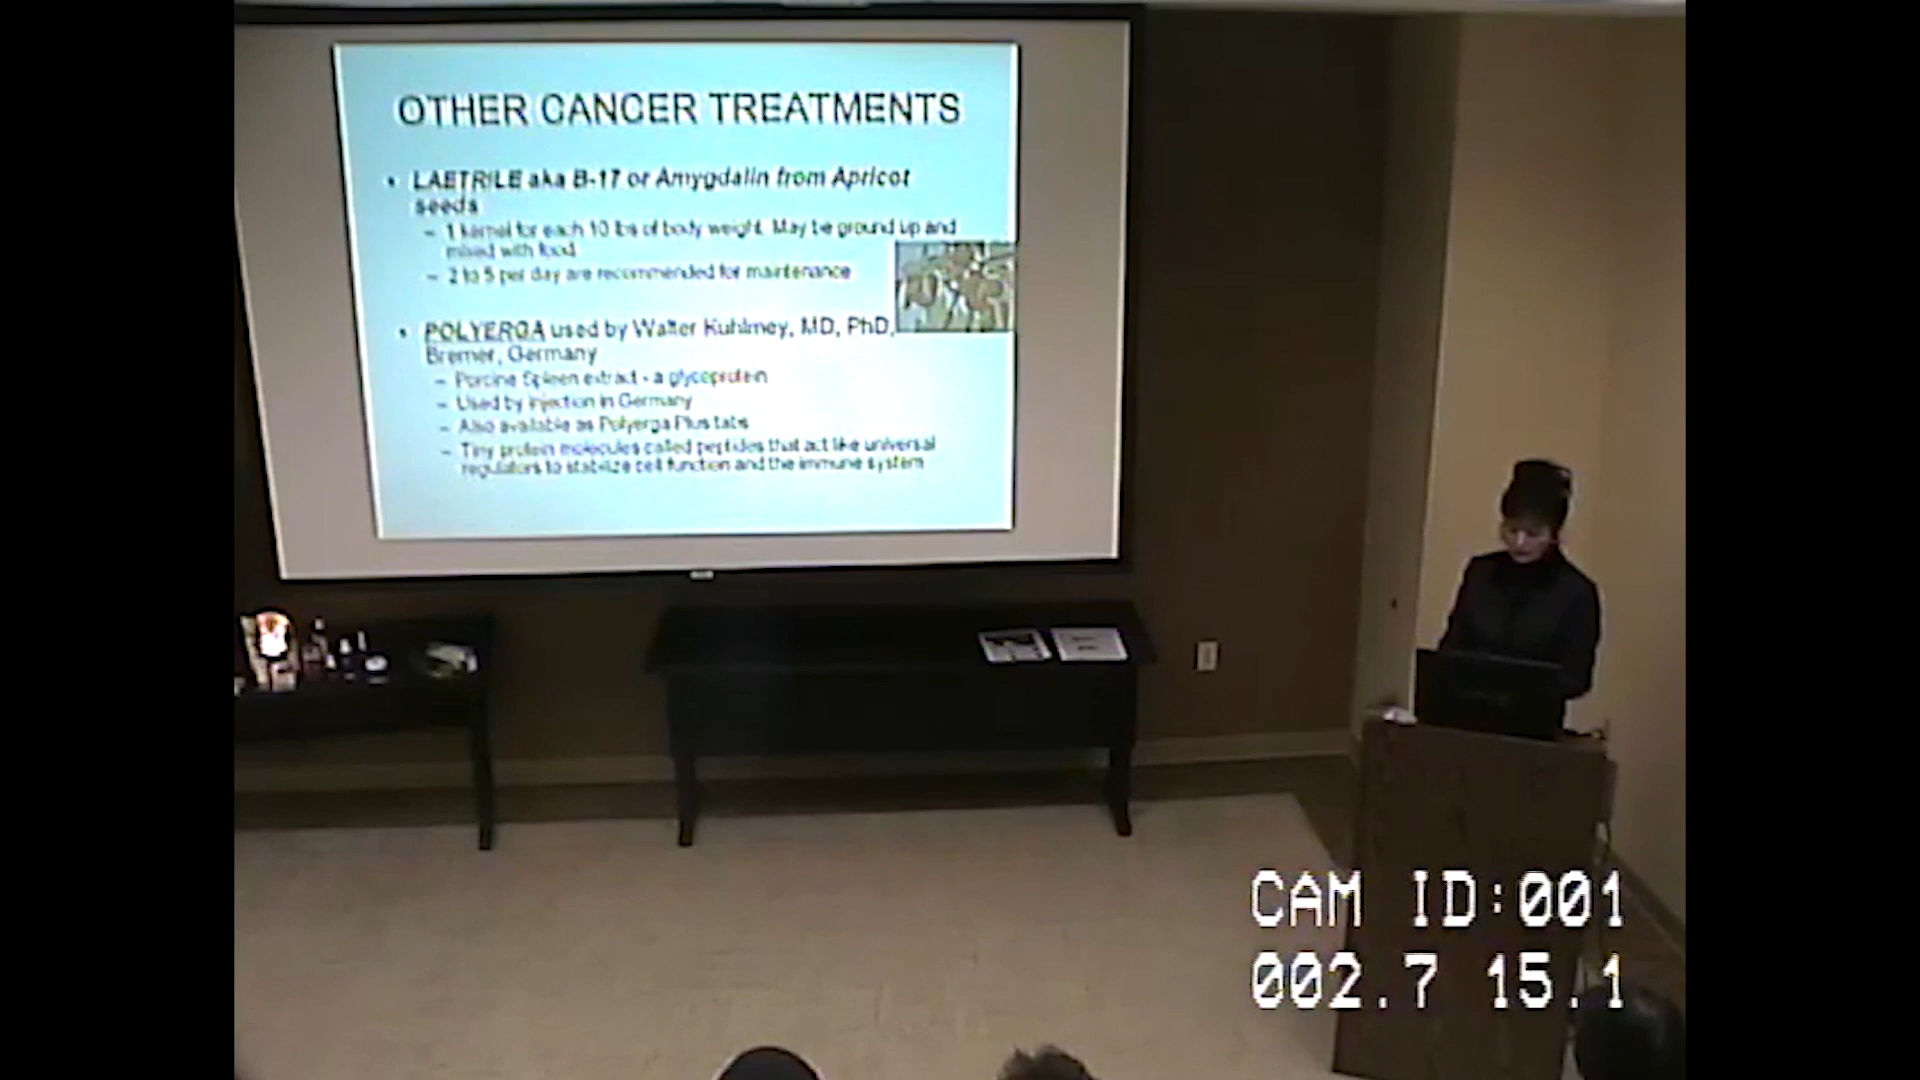 OTHER CANCER TREATMENTS
• LAETRILE aka B-17 or Amygdalin from Apricot
seeds
– 1 kernel for each 10 lbs of body weight. May be ground up and
mixed with food
– 2 to 5 per day are recommended for maintenance
• POLYERGA used by Walter Kuhlmey, MD, PhD,
Bremer, Germany
– Porcine Spleen extract - a glycoprotein
– Used by injection in Germany
– Also available as Polyerga Plus tabs
– Tiny protein molecules called peptides that act like universal
regulators to stabilize cell function and the immune system
CAM ID:001
002.7 15.1